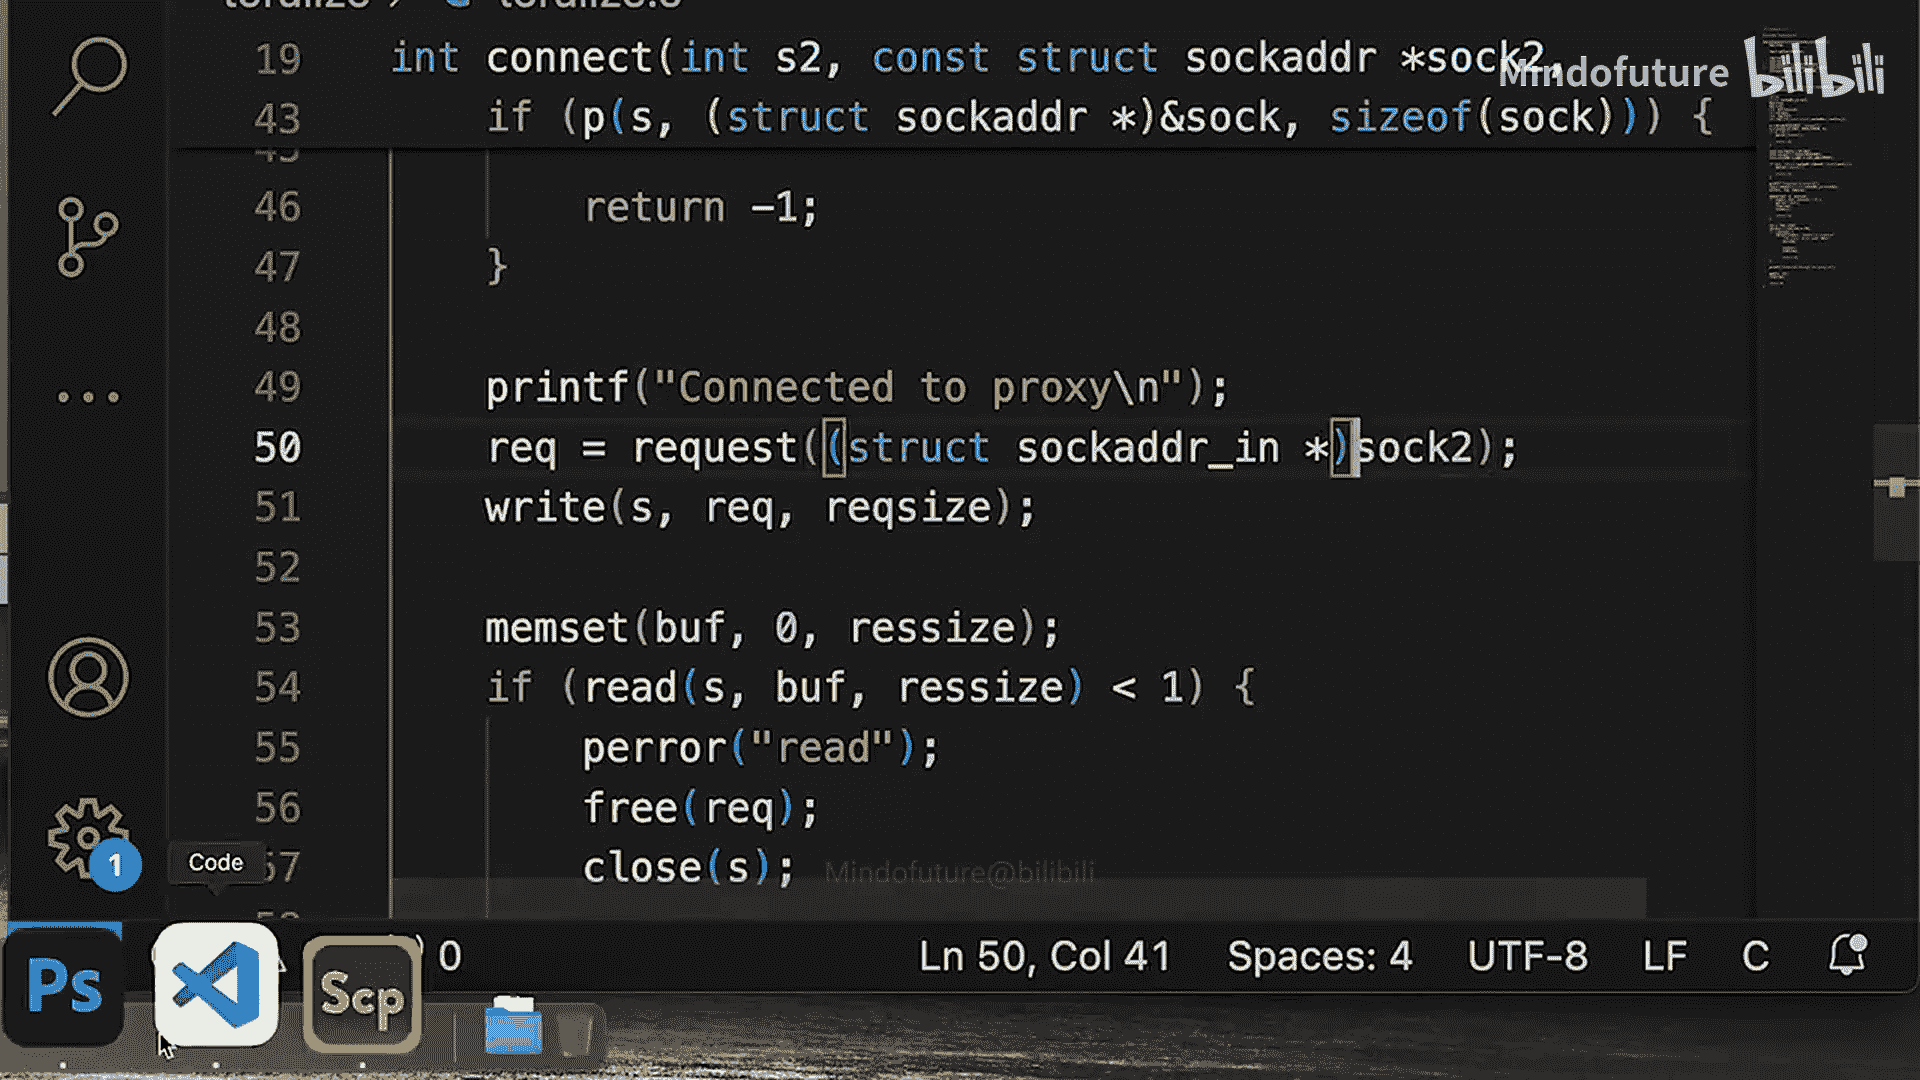 19 int connect(int s2, const struct sockaddr *sock2,
Mindofuture bilibili
43 if (p(s, (struct sockaddr *)&sock, sizeof(sock))) {
46 return -1;
47 }
48
49 printf("Connected to proxy\n");
50 req = request((struct sockaddr_in *)sock2);
51 write(s, req, reqsize);
52
53 memset(buf, 0, ressize);
54 if (read(s, buf, ressize) < 1) {
55 perror("read");
56 free(req);
57 close(s);
Mindofuture@bilibili
1
Code
0 Ln 50, Col 41 Spaces: 4 UTF-8 LF C
Ps
Scp